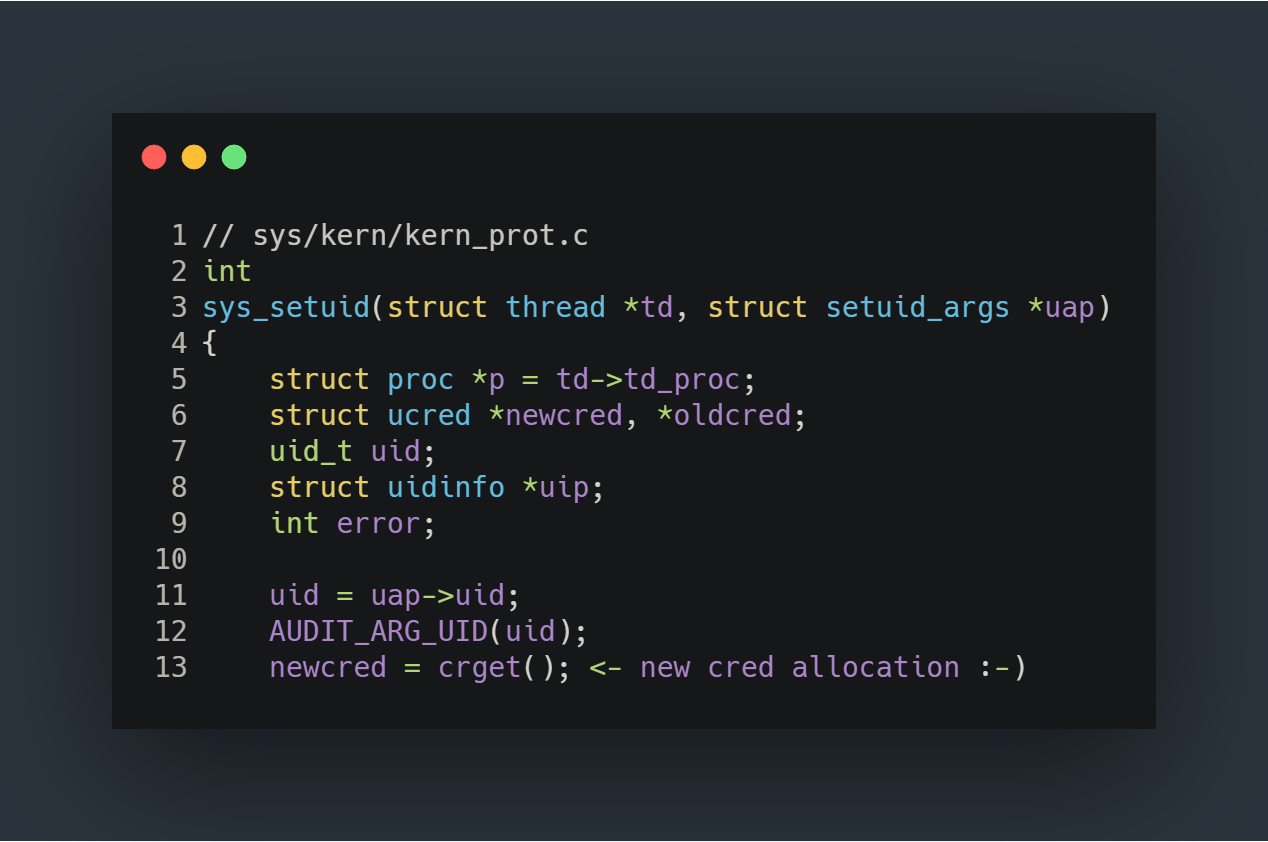 1 // sys/kern/kern_prot.c
2 int
3 sys_setuid(struct thread *td, struct setuid_args *uap)
4 {
5     struct proc *p = td->td_proc;
6     struct ucred *newcred, *oldcred;
7     uid_t uid;
8     struct uidinfo *uip;
9     int error;
10
11     uid = uap->uid;
12     AUDIT_ARG_UID(uid);
13     newcred = crget(); <- new cred allocation :-)